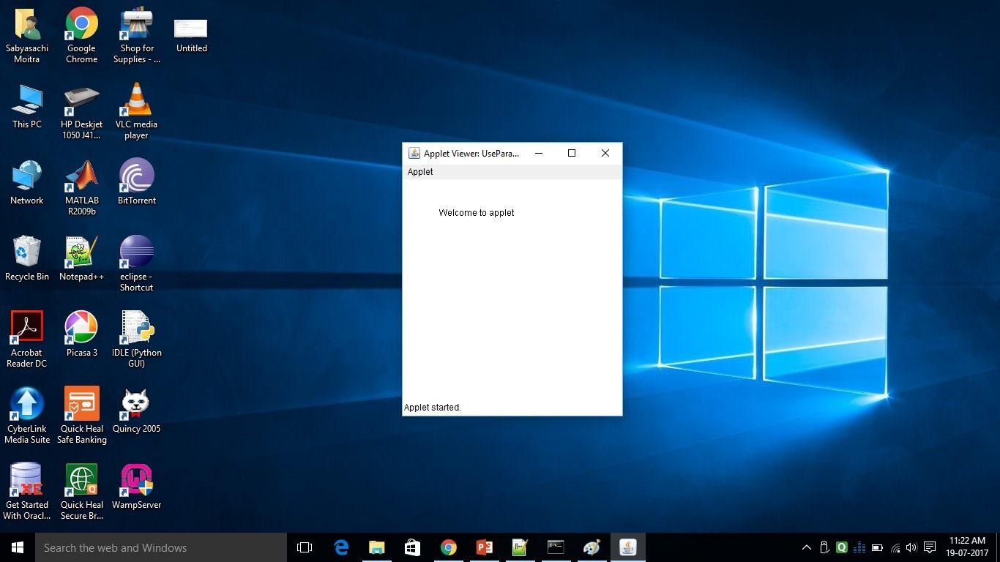 Sabyasachi
Moitra
Google
Chrome
Shop for
Supplies - ...
Untitled
This PC
HP Deskjet
1050 J41...
VLC media
player
Network
MATLAB
R2009b
BitTorrent
Recycle Bin
Notepad++
eclipse -
Shortcut
Acrobat
Reader DC
Picasa 3
IDLE (Python
GUI)
CyberLink
Media Suite
Quick Heal
Safe Banking
Quincy 2005
XE
Get Started
With Oracl...
Quick Heal
Secure Br...
WampServer
Applet Viewer: UsePara...
Applet
Welcome to applet
Applet started.
Search the web and Windows
11:22 AM
19-07-2017